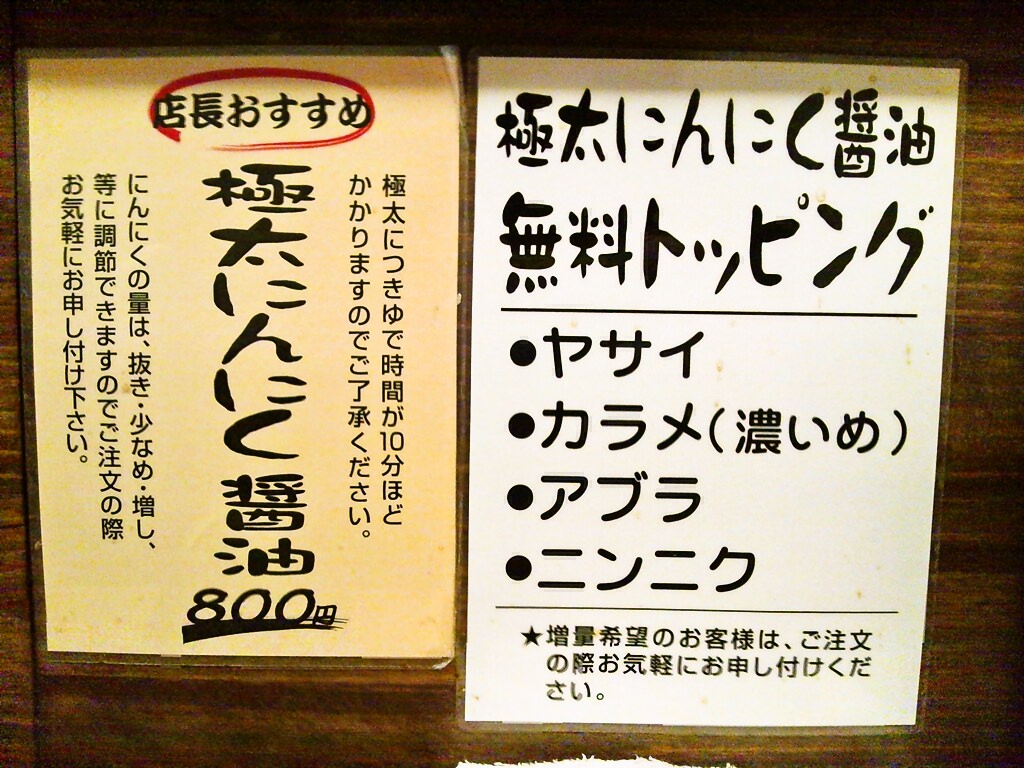 店長おすすめ
極太につきゆで時間が10分ほど
かかりますのでご了承ください。
極太にんにく醤油
800円
にんにくの量は、抜き・少なめ・増し、
等に調節できますのでご注文の際
お気軽にお申し付け下さい。
極太にんにく醤油
無料トッピング
●ヤサイ
●カラメ(濃いめ)
●アブラ
●ニンニク
★増量希望のお客様は、ご注文
の際お気軽にお申し付けくだ
さい。